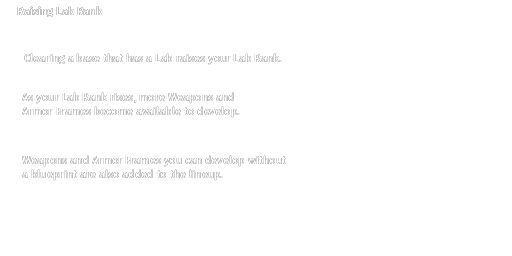 Raising Lab Rank
Clearing a base that has a Lab raises your Lab Rank.
As your Lab Rank rises, more Weapons and
Armor Frames become available to develop.
Weapons and Armor Frames you can develop without
a blueprint are also added to the lineup.